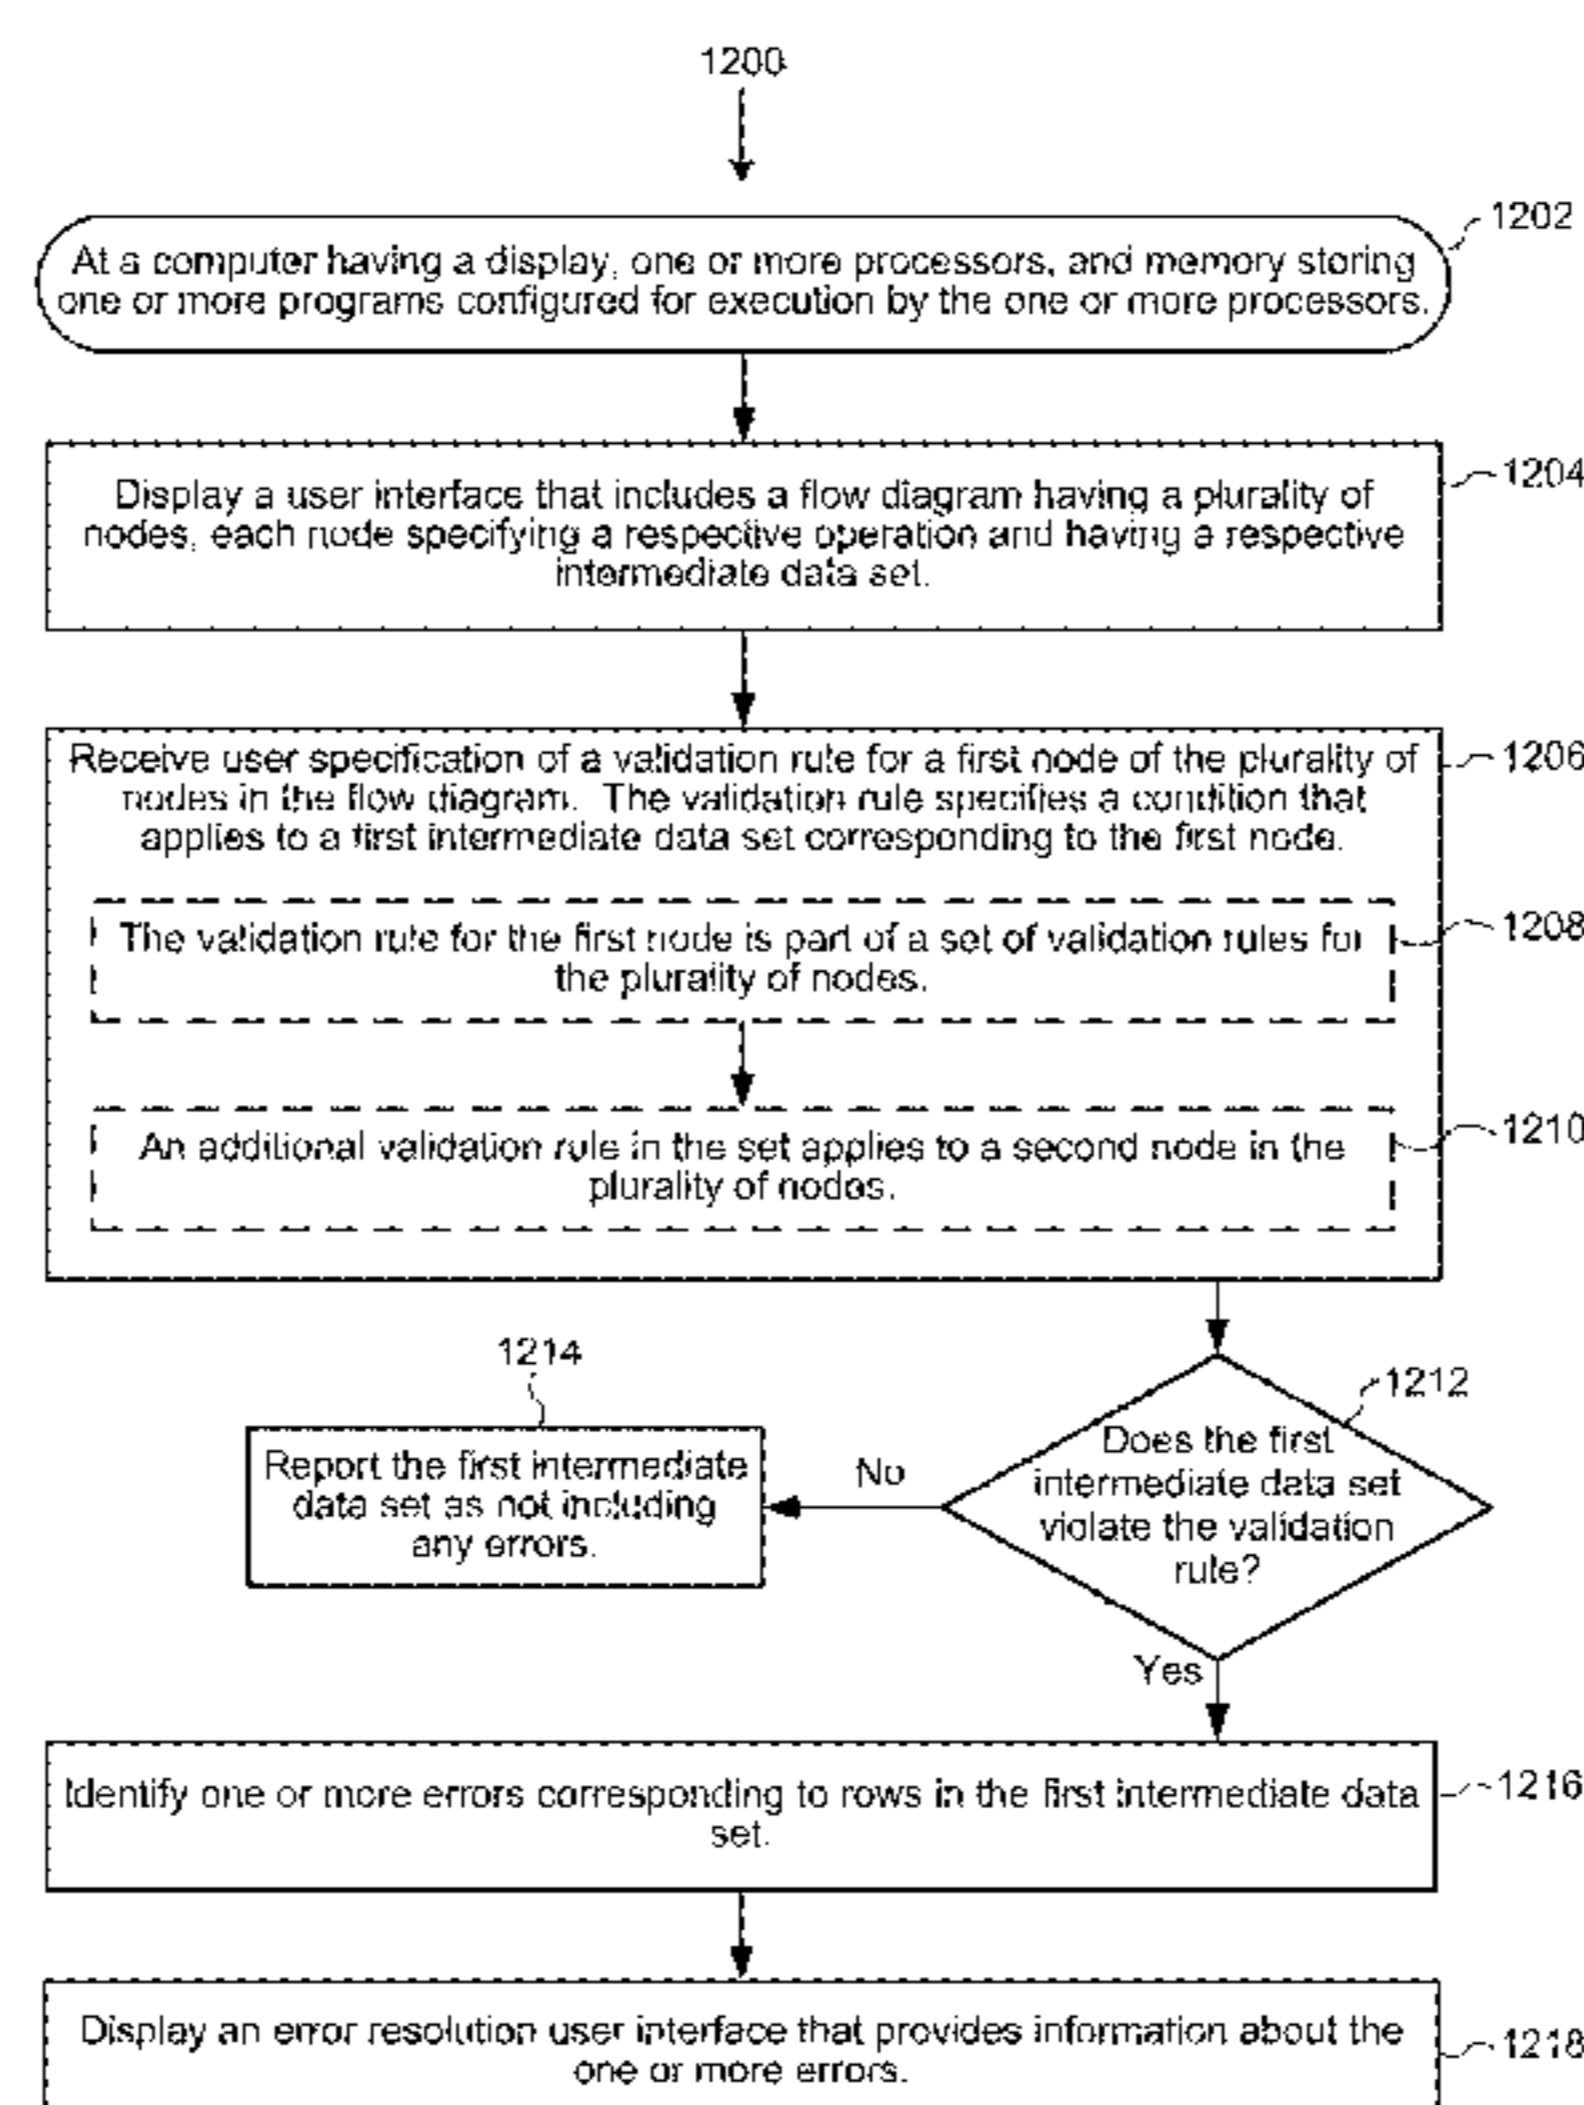 1200
1202
At a computer having a display, one or more processors, and memory storing
one or more programs configured for execution by the one or more processors.
1204
Display a user interface that includes a flow diagram having a plurality of
nodes, each node specifying a respective operation and having a respective
intermediate data set.
1206
Receive user specification of a validation rule for a first node of the plurality of
nodes in the flow diagram. The validation rule specifies a condition that
applies to a first intermediate data set corresponding to the first node.
1208
The validation rule for the first node is part of a set of validation rules for
the plurality of nodes.
1210
An additional validation rule in the set applies to a second node in the
plurality of nodes.
1214
1212
Report the first intermediate
data set as not including
any errors.
No
Does the first
intermediate data set
violate the validation
rule?
Yes
1216
Identify one or more errors corresponding to rows in the first intermediate data
set.
1218
Display an error resolution user interface that provides information about the
one or more errors.